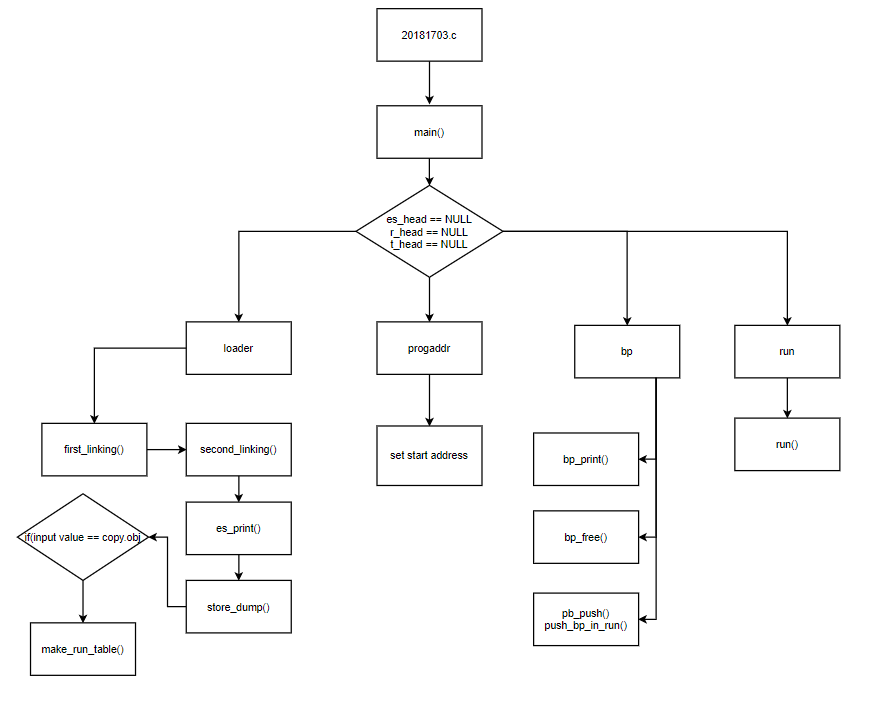 20181703.c
main()
es_head == NULL
r_head == NULL
t_head == NULL
loader
progaddr
bp
run
first_linking()
second_linking()
set start address
bp_print()
run()
es_print()
if(input value == copy.obj
bp_free()
store_dump()
pb_push()
push_bp_in_run()
make_run_table()